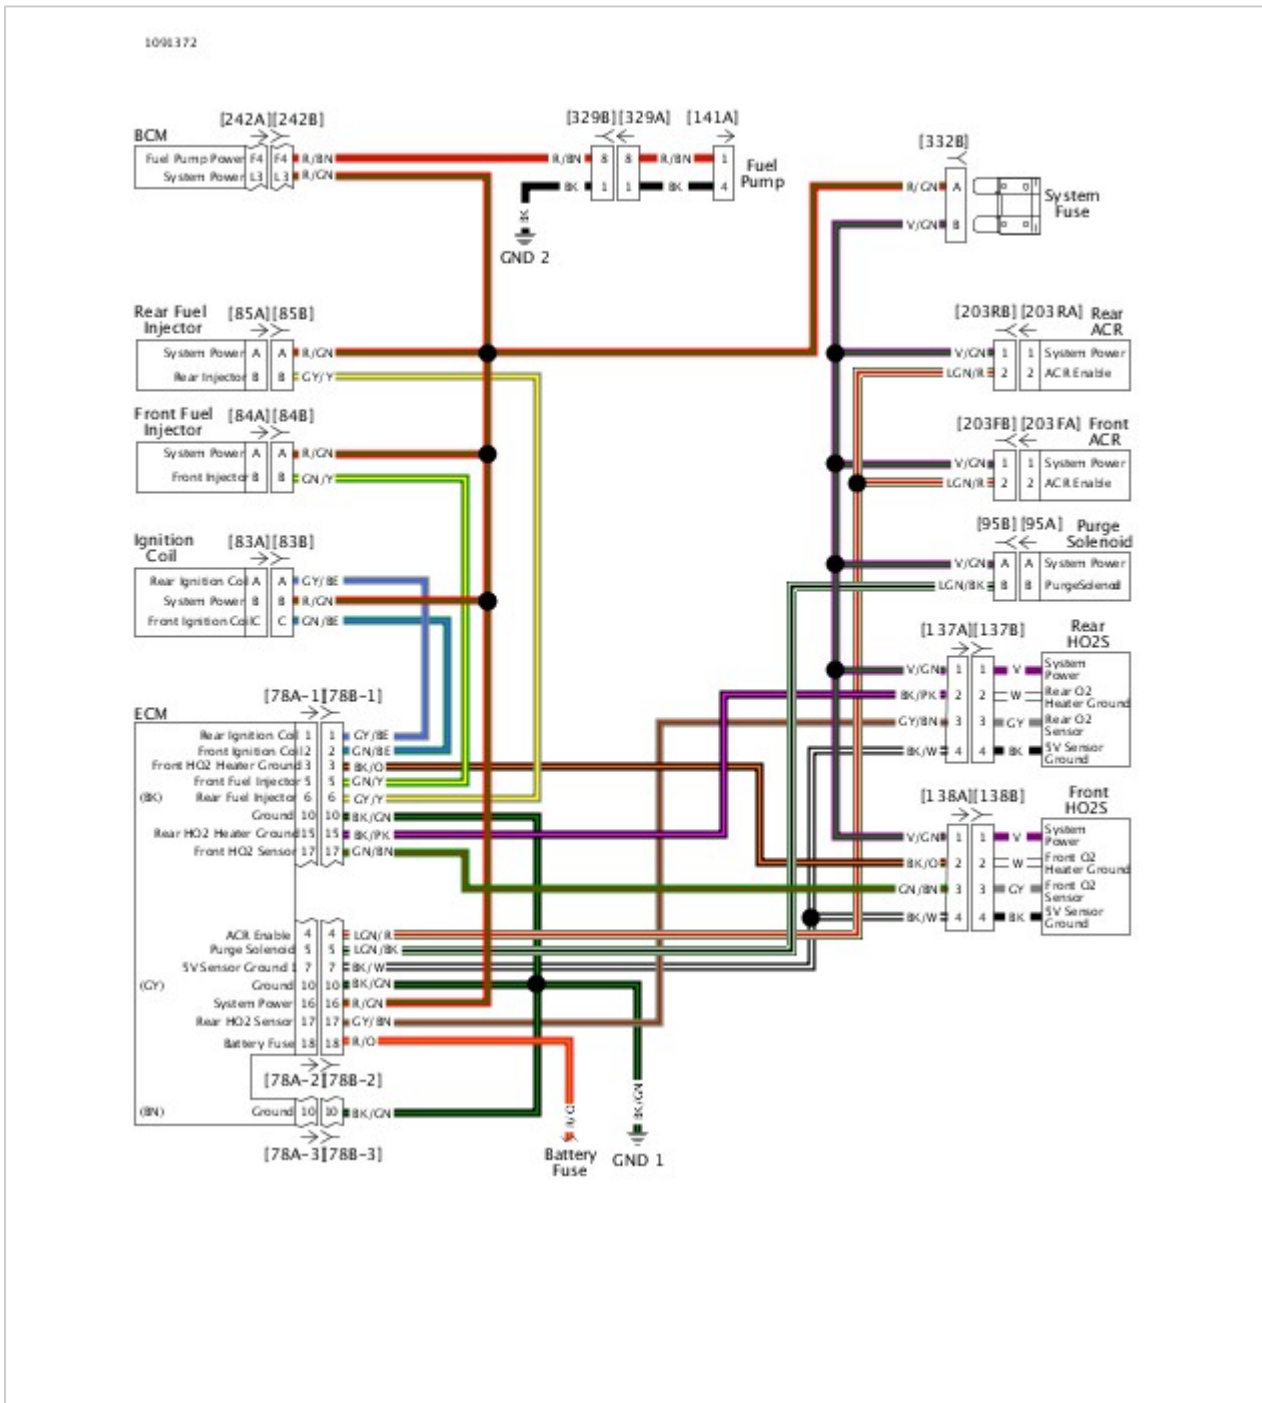 1091372
[242A][242B]
BCM
Fuel Pump Power F4 F4 R/BN
System Power L3 L3 R/GN
[329B][329A] [141A]
R/BN 8 8 R/BN 1
BK 1 1 BK 4
Fuel
Pump
BK
GND 2
[332B]
R/GN A
V/GN B
System
Fuse
Rear Fuel
Injector
[85A][85B]
System Power A A R/GN
Rear Injector B B GY/Y
Front Fuel
Injector
[84A][84B]
System Power A A R/GN
Front Injector B B GN/Y
Ignition
Coil
[83A][83B]
Rear Ignition Coil A A GY/BE
System Power B B R/GN
Front Ignition Coil C C GN/BE
[203RB][203RA] Rear
ACR
V/GN 1 1 System Power
LGN/R 2 2 ACR Enable
[203FB][203FA] Front
ACR
V/GN 1 1 System Power
LGN/R 2 2 ACR Enable
[95B][95A] Purge
Solenoid
V/GN A A System Power
LGN/BK B B PurgeSolenoid
[137A][137B]
Rear
HO2S
V/GN 1 1 V System
Power
BK/PK 2 2 W Rear O2
Heater Ground
GY/BN 3 3 GY Rear O2
Sensor
BK/W 4 4 BK 5V Sensor
Ground
[138A][138B]
Front
HO2S
V/GN 1 1 V System
Power
BK/O 2 2 W Front O2
Heater Ground
GN/BN 3 3 GY Front O2
Sensor
BK/W 4 4 BK 5V Sensor
Ground
[78A-1][78B-1]
ECM
Rear Ignition Coil 1 1 GY/BE
Front Ignition Coil 2 2 GN/BE
Front HO2 Heater Ground 3 3 BK/O
Front Fuel Injector 5 5 GN/Y
(BK) Rear Fuel Injector 6 6 GY/Y
Ground 10 10 BK/GN
Rear HO2 Heater Ground 15 15 BK/PK
Front HO2 Sensor 17 17 GN/BN
ACR Enable 4 4 LGN/R
Purge Solenoid 5 5 LGN/BK
5V Sensor Ground 1 7 7 BK/W
(GY) Ground 10 10 BK/GN
System Power 16 16 R/GN
Rear HO2 Sensor 17 17 GY/BN
Battery Fuse 18 18 R/O
[78A-2][78B-2]
(BN) Ground 10 10 BK/GN
[78A-3][78B-3]
R/O
Battery
Fuse
BK/GN
GND 1